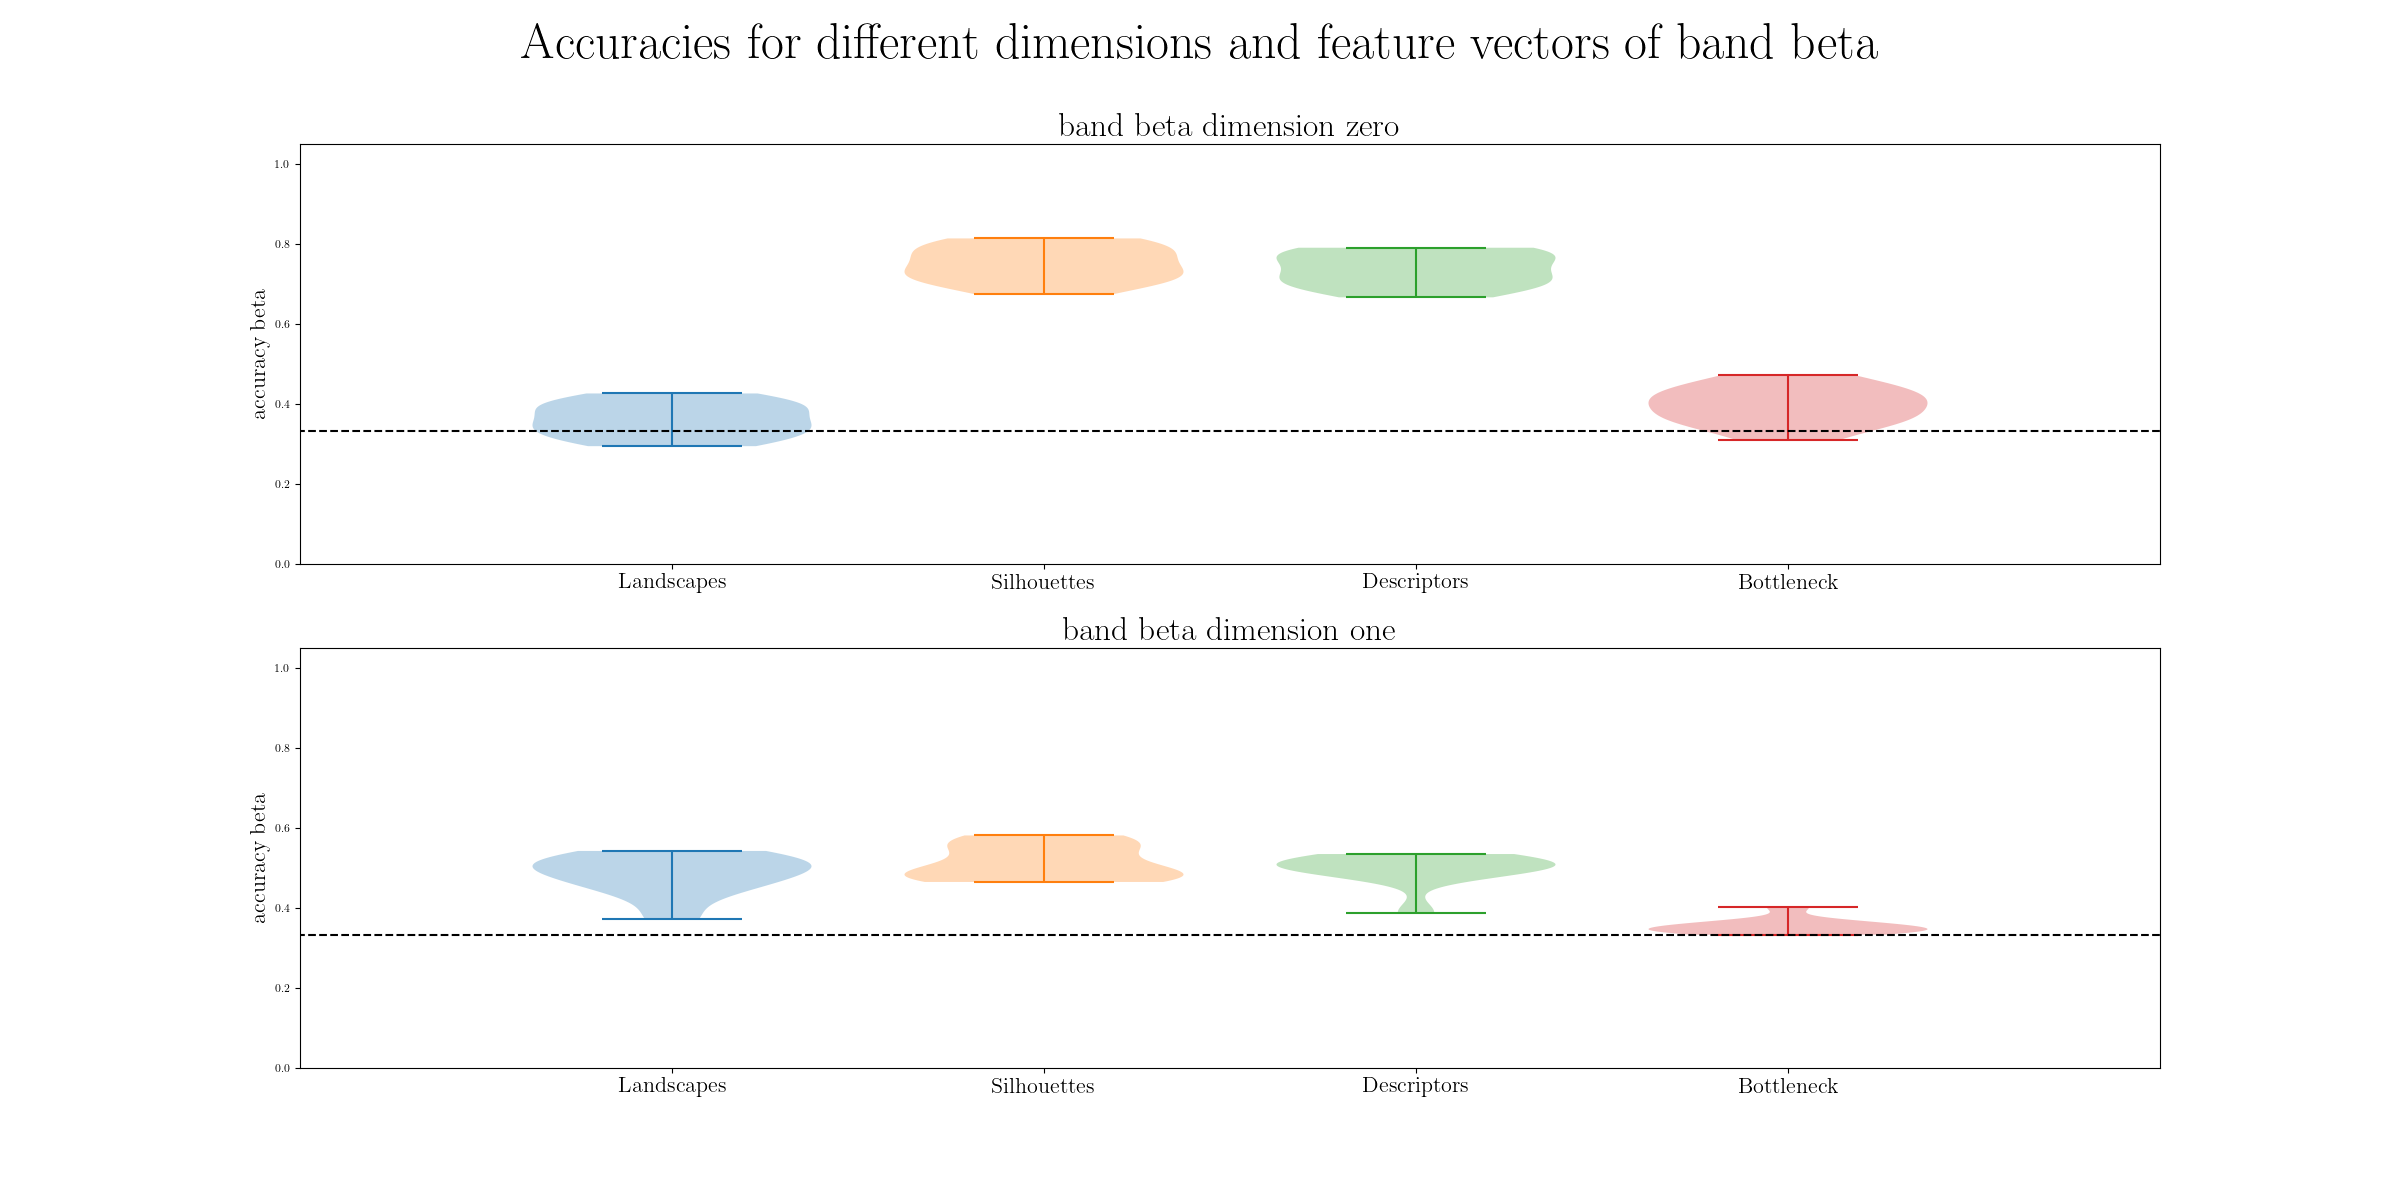 Accuracies for different dimensions and feature vectors of band beta
band beta dimension zero
1.0
0.8
0.6
0.4
0.2
0.0
accuracy beta
Landscapes Silhouettes Descriptors Bottleneck
band beta dimension one
1.0
0.8
0.6
0.4
0.2
0.0
accuracy beta
Landscapes Silhouettes Descriptors Bottleneck